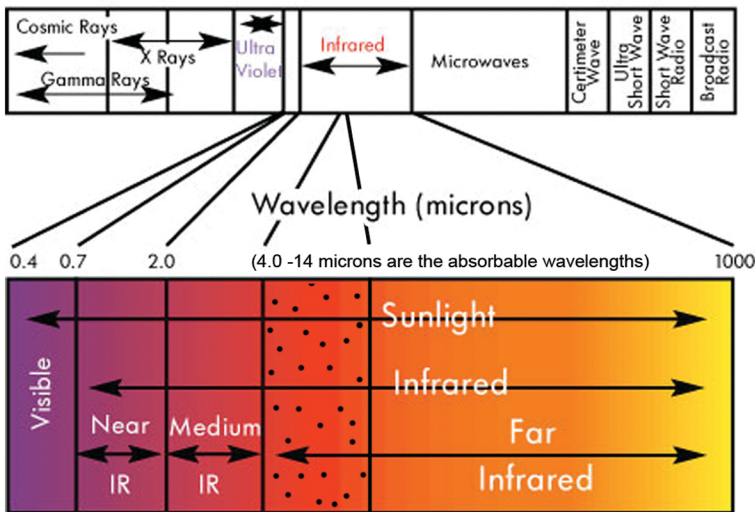 Cosmic Rays
X Rays
Gamma Rays
Ultra
Violet
Infrared
Microwaves
Certimeter
Wave
Ultra
Short Wave
Short Wave
Radio
Broadcast
Radio
Wavelength (microns)
0.4
0.7
2.0
(4.0 -14 microns are the absorbable wavelengths)
1000
Sunlight
Infrared
Visible
Near
IR
Medium
IR
Far
Infrared